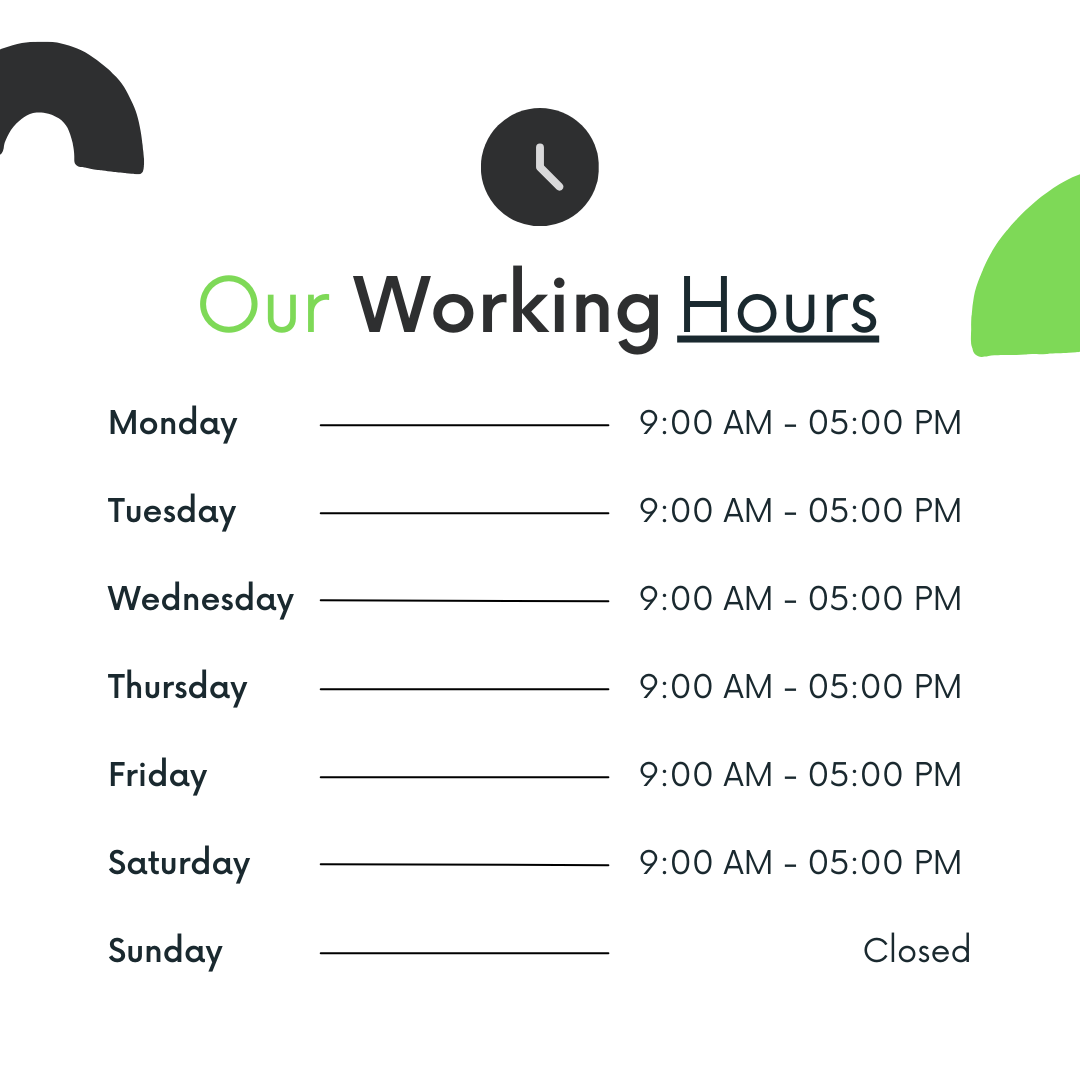 Our Working Hours
Monday 9:00 AM - 05:00 PM
Tuesday 9:00 AM - 05:00 PM
Wednesday 9:00 AM - 05:00 PM
Thursday 9:00 AM - 05:00 PM
Friday 9:00 AM - 05:00 PM
Saturday 9:00 AM - 05:00 PM
Sunday Closed